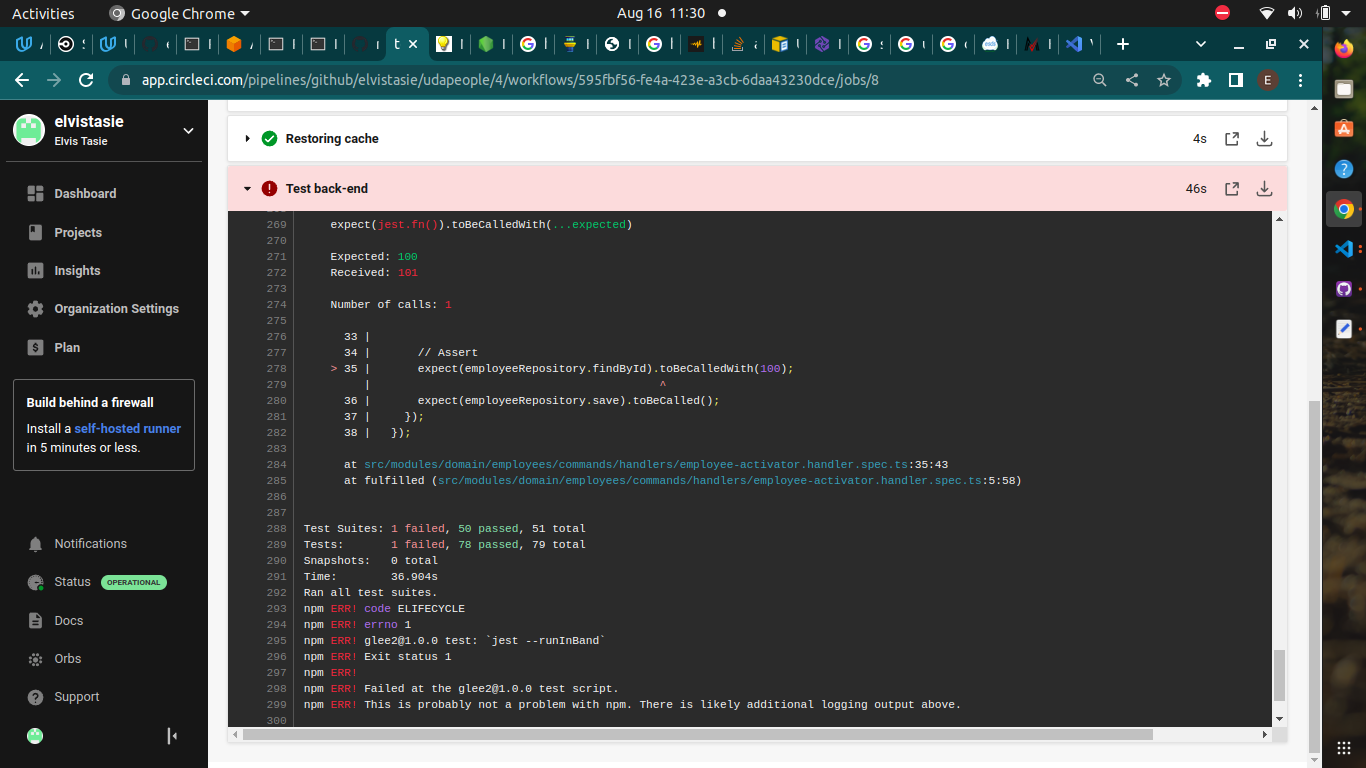 Activities
Google Chrome
Aug 16 11:30
t
app.circleci.com/pipelines/github/elvistasie/udapeople/4/workflows/595fbf56-fe4a-423e-a3cb-6daa43230dce/jobs/8
E
elvistasie
Elvis Tasie
Dashboard
Projects
Insights
Organization Settings
Plan
Build behind a firewall
Install a self-hosted runner
in 5 minutes or less.
Notifications
Status OPERATIONAL
Docs
Orbs
Support
Restoring cache 4s
Test back-end 46s
269 expect(jest.fn()).toBeCalledWith(...expected)
270
271 Expected: 100
272 Received: 101
273
274 Number of calls: 1
275
276 33 |
277 34 | // Assert
278 > 35 | expect(employeeRepository.findById).toBeCalledWith(100);
279 | ^
280 36 | expect(employeeRepository.save).toBeCalled();
281 37 | });
282 38 | });
283
284 at src/modules/domain/employees/commands/handlers/employee-activator.handler.spec.ts:35:43
285 at fulfilled (src/modules/domain/employees/commands/handlers/employee-activator.handler.spec.ts:5:58)
286
287
288 Test Suites: 1 failed, 50 passed, 51 total
289 Tests: 1 failed, 78 passed, 79 total
290 Snapshots: 0 total
291 Time: 36.904s
292 Ran all test suites.
293 npm ERR! code ELIFECYCLE
294 npm ERR! errno 1
295 npm ERR! glee2@1.0.0 test: `jest --runInBand`
296 npm ERR! Exit status 1
297 npm ERR!
298 npm ERR! Failed at the glee2@1.0.0 test script.
299 npm ERR! This is probably not a problem with npm. There is likely additional logging output above.
300